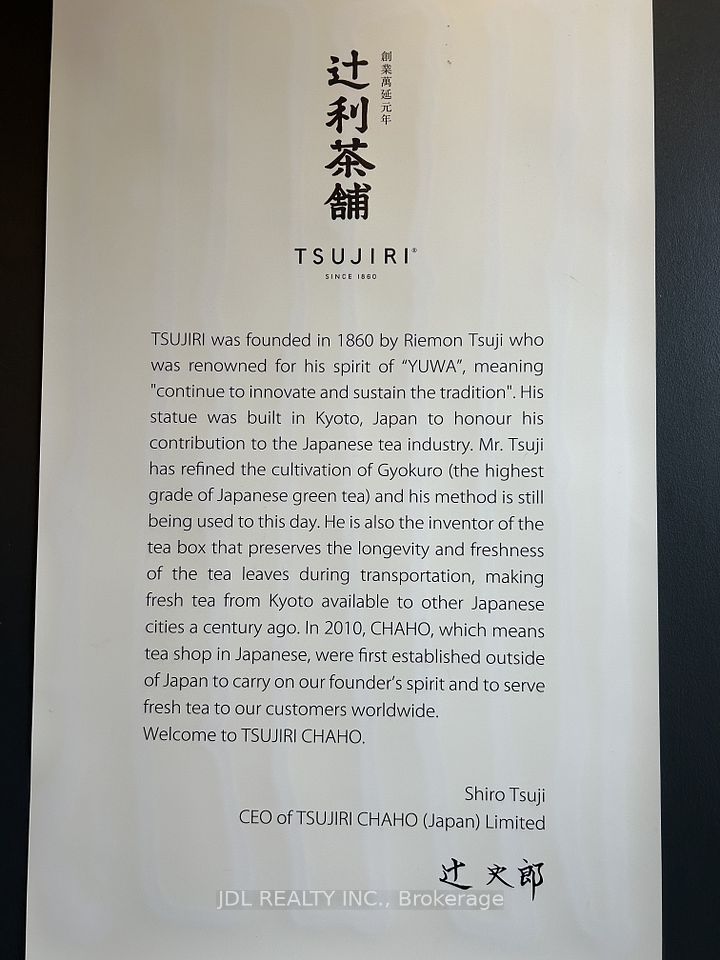 辻利茶舗
創業萬延元年
TSUJIRI®
SINCE 1860
TSUJIRI was founded in 1860 by Riemon Tsuji who
was renowned for his spirit of “YUWA”, meaning
"continue to innovate and sustain the tradition". His
statue was built in Kyoto, Japan to honour his
contribution to the Japanese tea industry. Mr. Tsuji
has refined the cultivation of Gyokuro (the highest
grade of Japanese green tea) and his method is still
being used to this day. He is also the inventor of the
tea box that preserves the longevity and freshness
of the tea leaves during transportation, making
fresh tea from Kyoto available to other Japanese
cities a century ago. In 2010, CHAHO, which means
tea shop in Japanese, were first established outside
of Japan to carry on our founder’s spirit and to serve
fresh tea to our customers worldwide.
Welcome to TSUJIRI CHAHO.
Shiro Tsuji
CEO of TSUJIRI CHAHO (Japan) Limited
辻 史郎
JDL REALTY INC., Brokerage